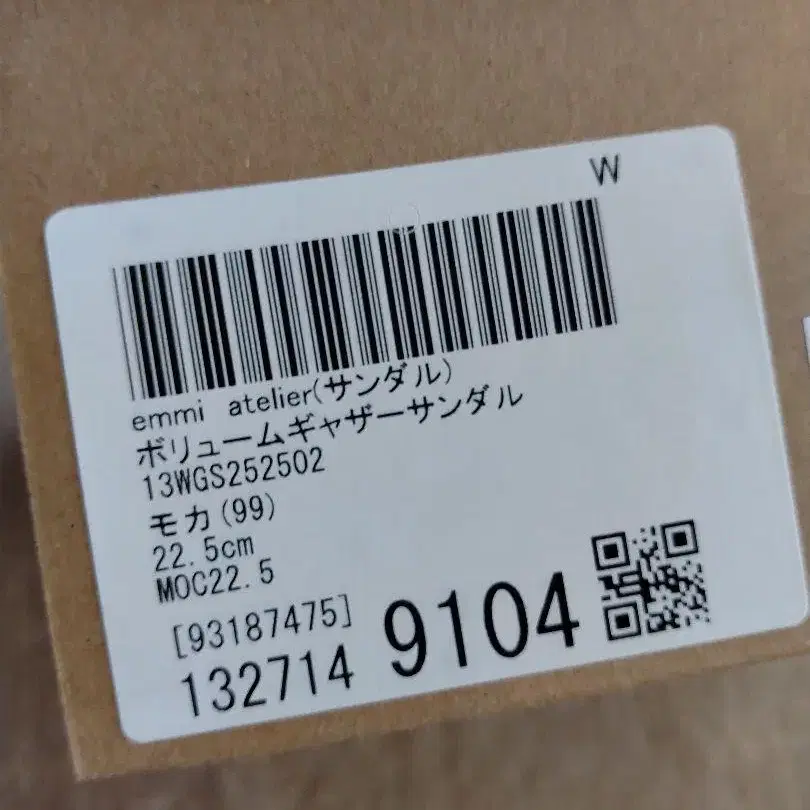 W
emmi atelier(サンダル)
ボリュームギャザーサンダル
13WGS252502
モカ(99)
22.5cm
MOC22.5
[93187475]
132714 9104